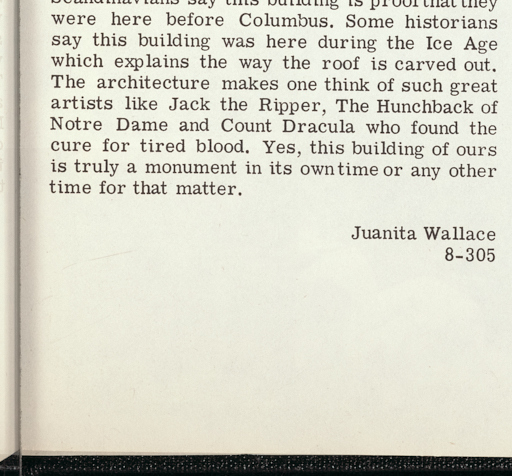 Scandinavians say this building is proof that they
were here before Columbus. Some historians
say this building was here during the Ice Age
which explains the way the roof is carved out.
The architecture makes one think of such great
artists like Jack the Ripper, The Hunchback of
Notre Dame and Count Dracula who found the
cure for tired blood. Yes, this building of ours
is truly a monument in its own time or any other
time for that matter.
Juanita Wallace
8-305